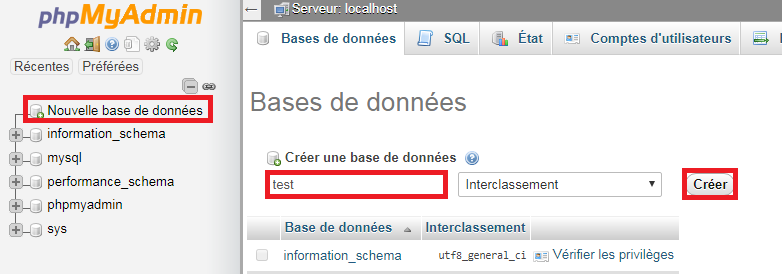 phpMyAdmin
Récentes Préférées
Nouvelle base de données
information_schema
mysql
performance_schema
phpmyadmin
sys
Serveur: localhost
Bases de données SQL État Comptes d'utilisateurs
Bases de données
Créer une base de données
test Interclassement Créer
Base de données Interclassement
information_schema utf8_general_ci Vérifier les privilèges